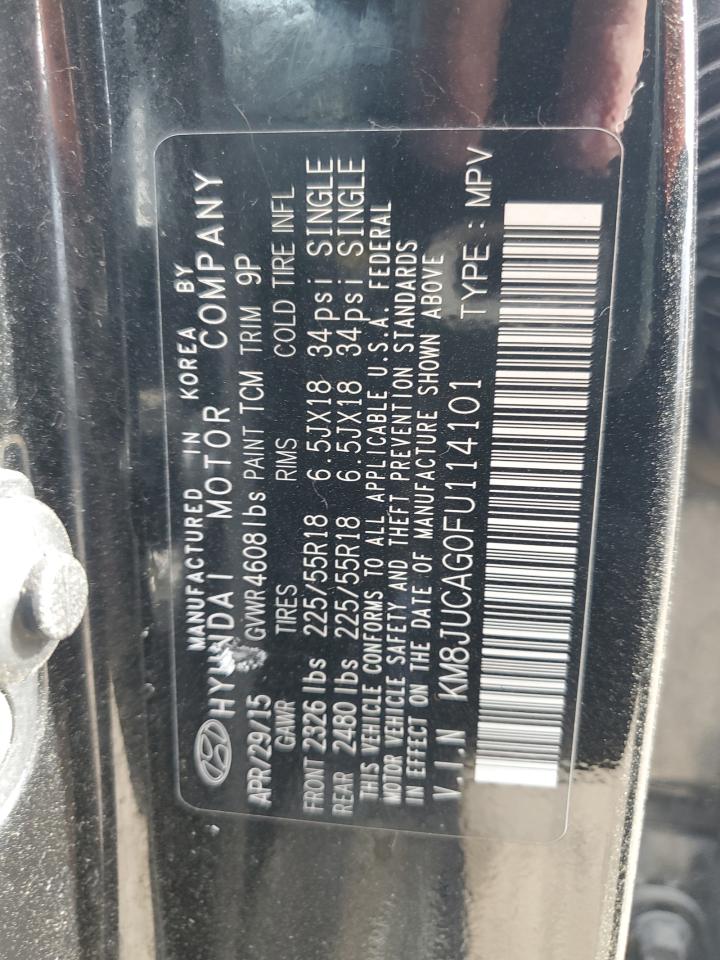 MANUFACTURED IN KOREA BY
HYUNDAI MOTOR COMPANY
APR/29/15 GVWR4608lbs PAINT TCM TRIM 9P
GAWR TIRES RIMS COLD TIRE INFL
FRONT 2326 lbs 225/55R18 6.5JX18 34psi SINGLE
REAR 2480 lbs 225/55R18 6.5JX18 34psi SINGLE
THIS VEHICLE CONFORMS TO ALL APPLICABLE U.S.A. FEDERAL
MOTOR VEHICLE SAFETY AND THEFT PREVENTION STANDARDS
IN EFFECT ON THE DATE OF MANUFACTURE SHOWN ABOVE
V.I.N KM8JUCAG0FU114101 TYPE : MPV